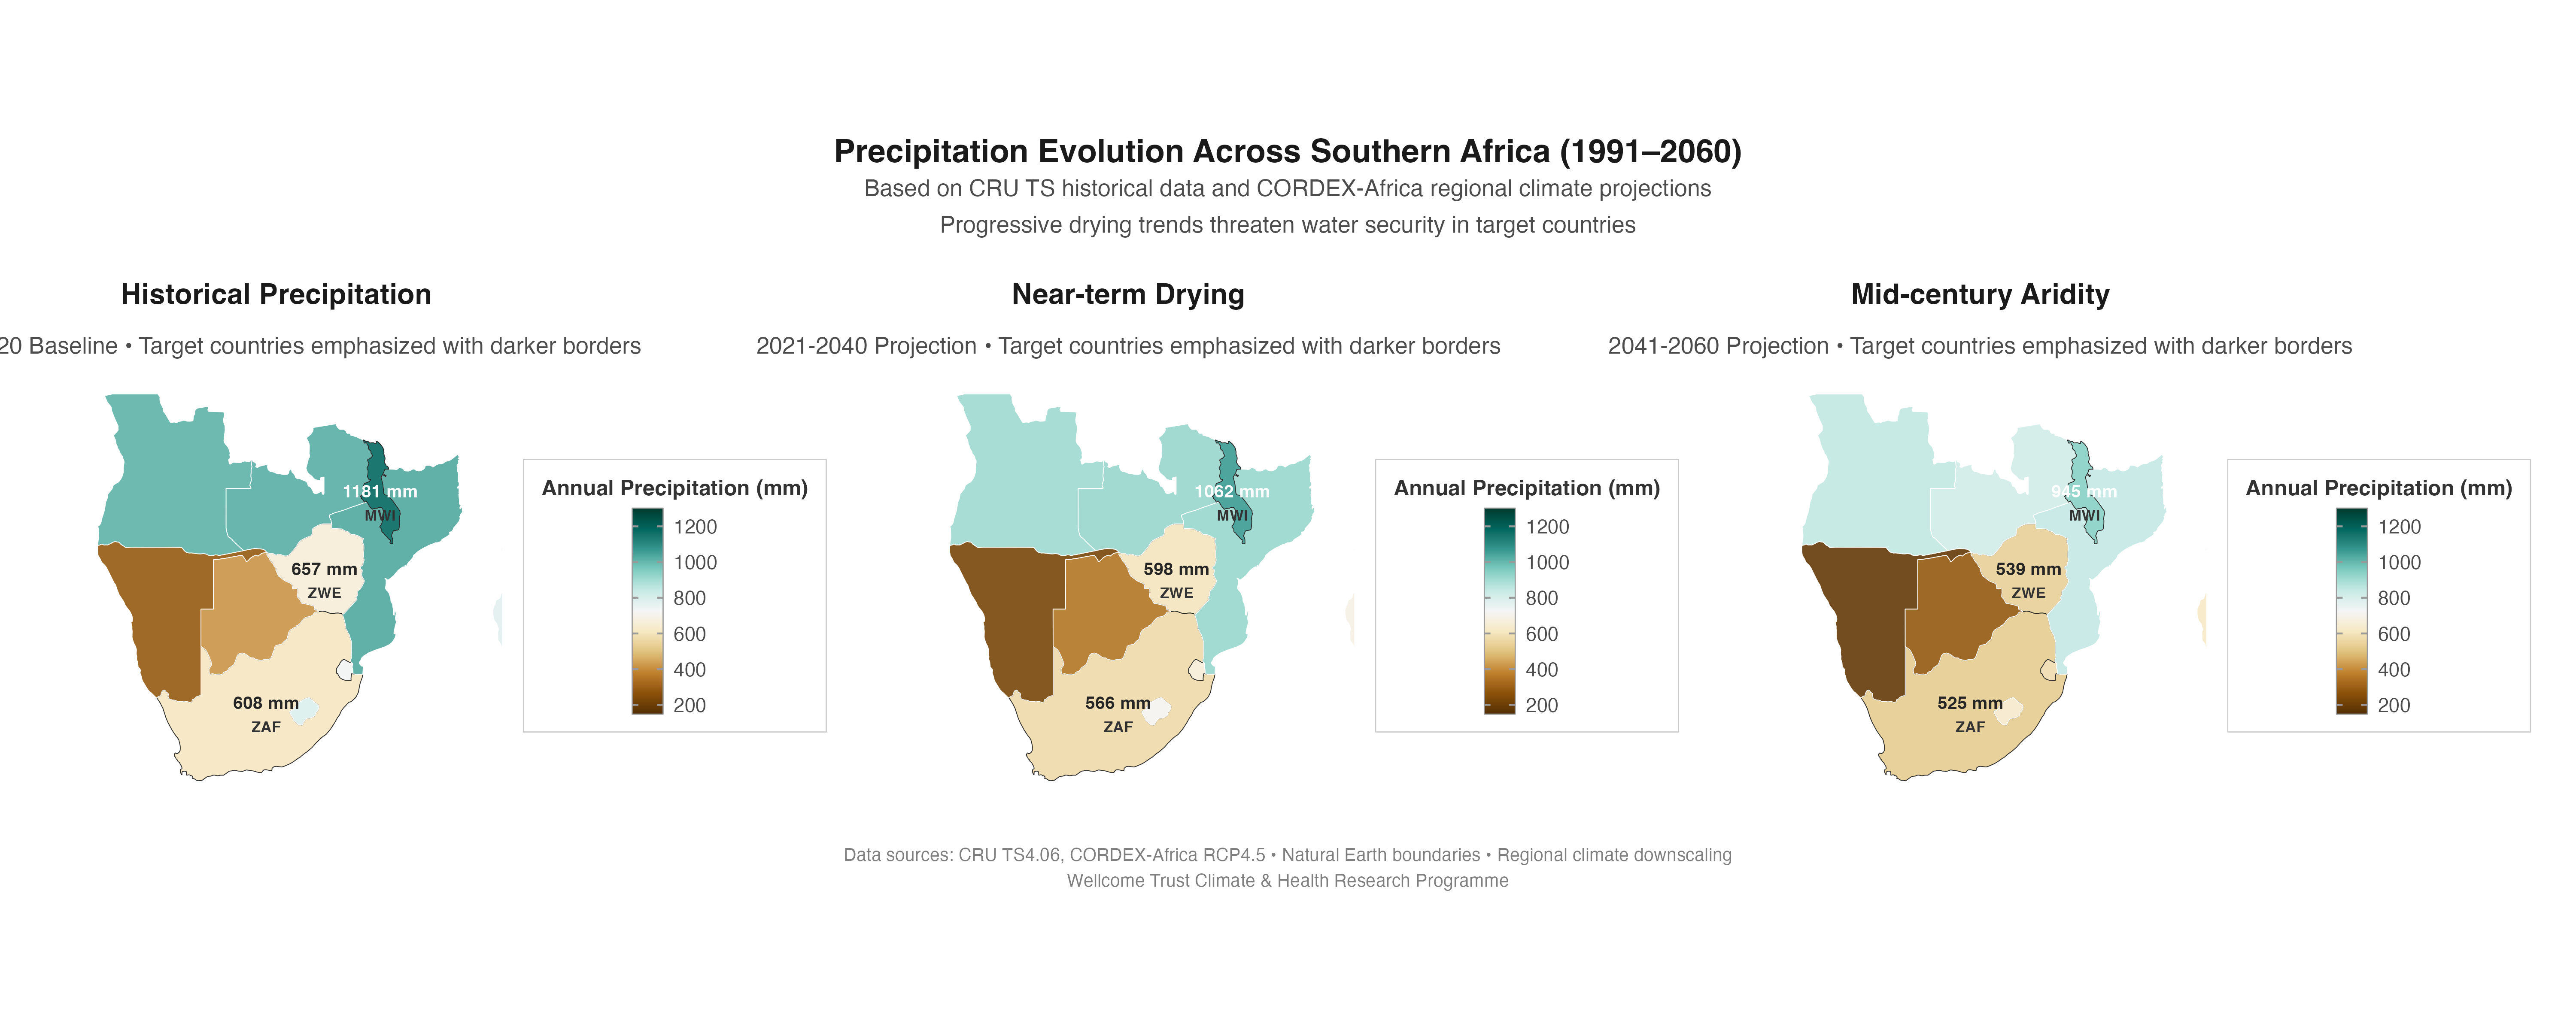 Precipitation Evolution Across Southern Africa (1991–2060)
Based on CRU TS historical data and CORDEX-Africa regional climate projections
Progressive drying trends threaten water security in target countries
Historical Precipitation
20 Baseline • Target countries emphasized with darker borders
1181 mm
MWI
657 mm
ZWE
608 mm
ZAF
Annual Precipitation (mm)
1200
1000
800
600
400
200
Near-term Drying
2021-2040 Projection • Target countries emphasized with darker borders
1062 mm
MWI
598 mm
ZWE
566 mm
ZAF
Annual Precipitation (mm)
1200
1000
800
600
400
200
Mid-century Aridity
2041-2060 Projection • Target countries emphasized with darker borders
945 mm
MWI
539 mm
ZWE
525 mm
ZAF
Annual Precipitation (mm)
1200
1000
800
600
400
200
Data sources: CRU TS4.06, CORDEX-Africa RCP4.5 • Natural Earth boundaries • Regional climate downscaling
Wellcome Trust Climate & Health Research Programme